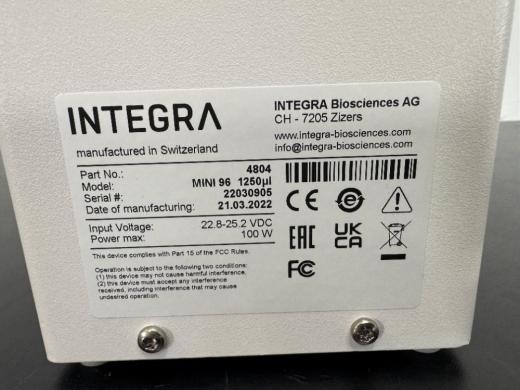 INTEGRA
manufactured in Switzerland
INTEGRA Biosciences AG
CH - 7205 Zizers
www.integra-biosciences.com
info@integra-biosciences.com
Part No.: 4804
Model: MINI 96 1250µl
Serial #: 22030905
Date of manufacturing: 21.03.2022
Input Voltage: 22.8-25.2 VDC
Power max: 100 W
This device complies with Part 15 of the FCC Rules.
Operation is subject to the following two conditions:
(1) this device may not cause harmful interference,
(2) this device must accept any interference
received, including interference that may cause
undesired operation.
CE
EAC
UK
CA
FC